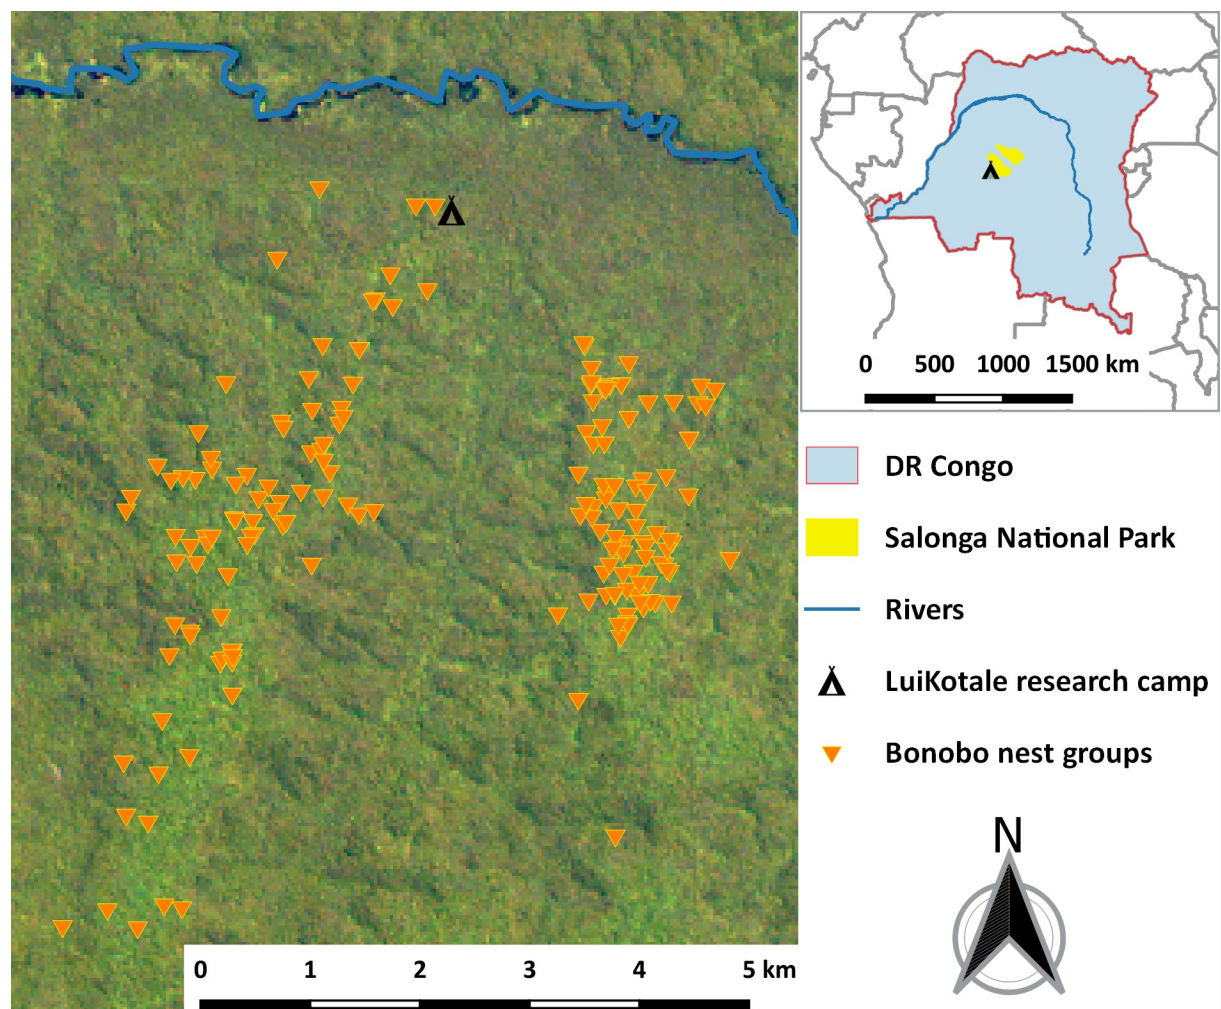 0 500 1000 1500 km
DR Congo
Salonga National Park
Rivers
LuiKotale research camp
Bonobo nest groups
N
0 1 2 3 4 5 km